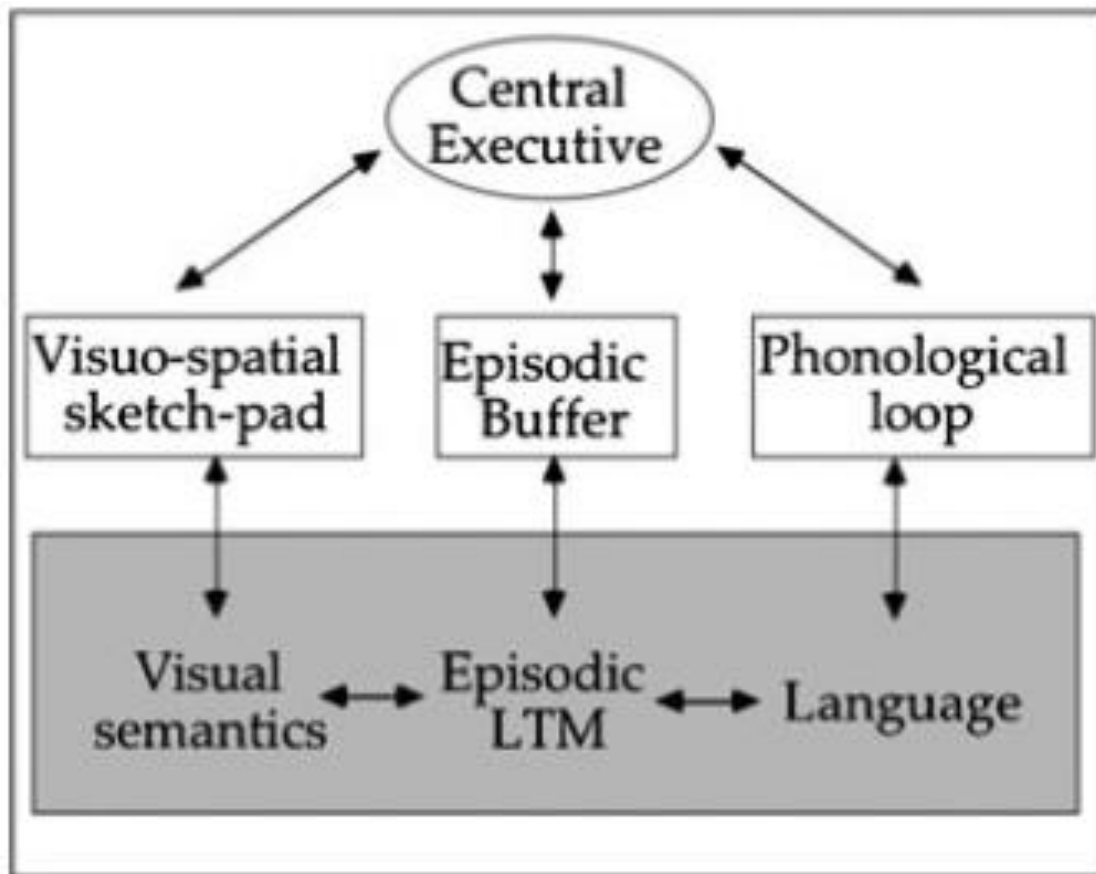 Central
Executive
Visuo-spatial
sketch-pad
Episodic
Buffer
Phonological
loop
Visual
semantics
Episodic
LTM
Language